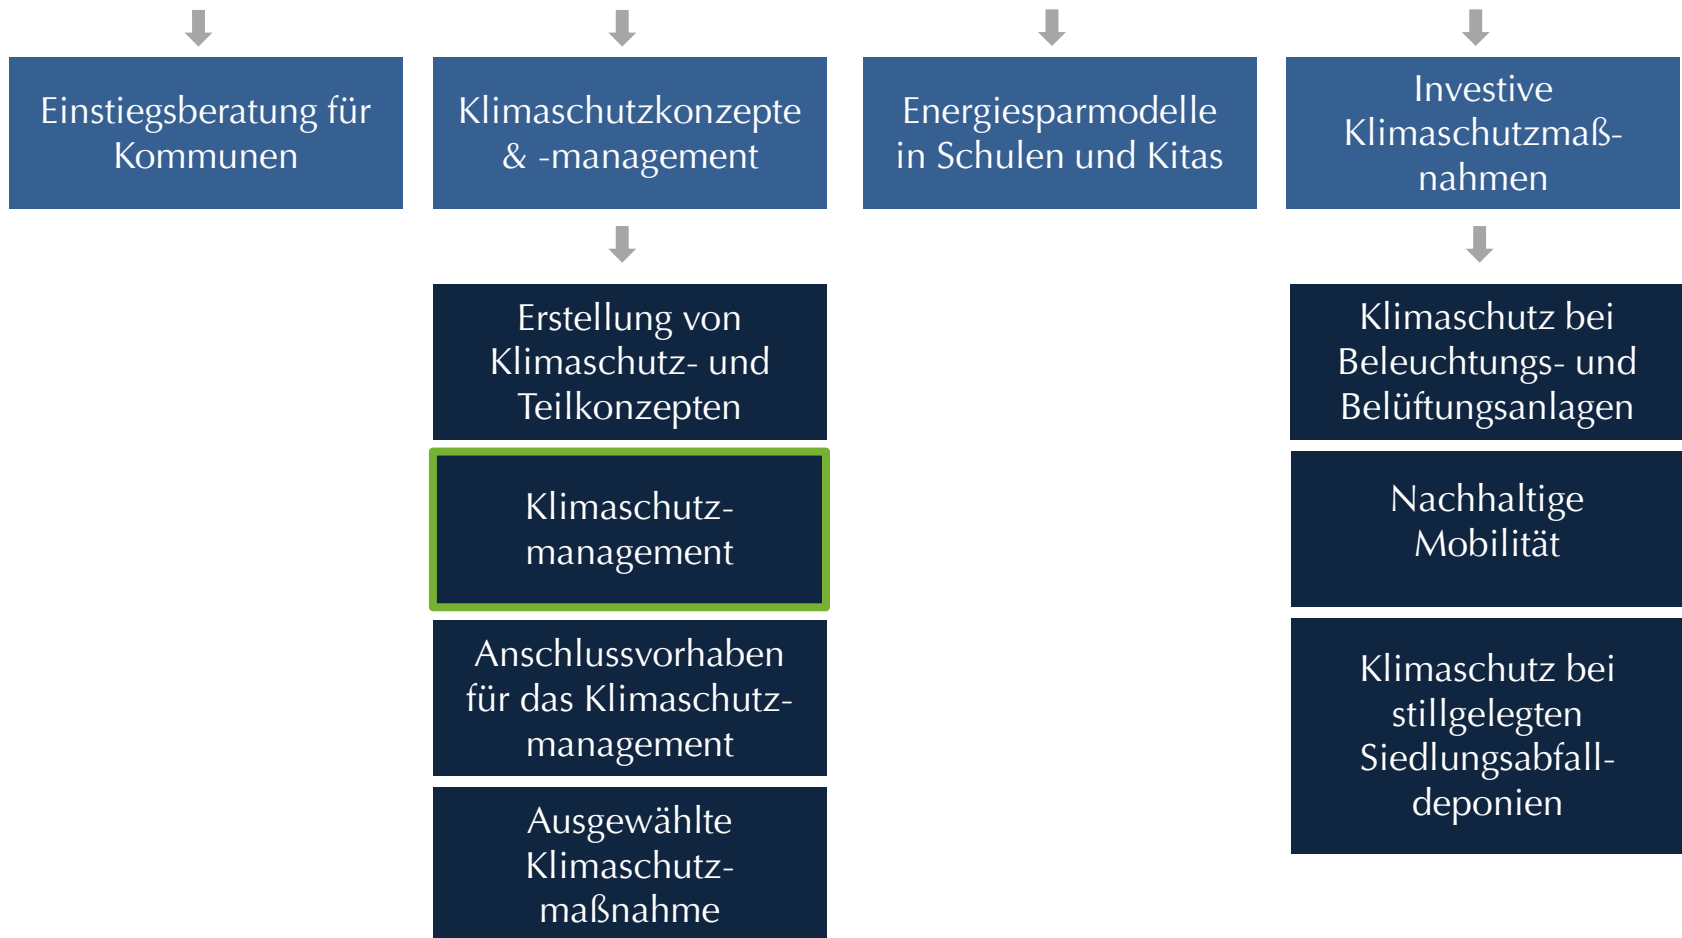 Einstiegsberatung für
Kommunen
Klimaschutzkonzepte
& -management
Energiesparmodelle
in Schulen und Kitas
Investive
Klimaschutzmaß-
nahmen
Erstellung von
Klimaschutz- und
Teilkonzepten
Klimaschutz-
management
Anschlussvorhaben
für das Klimaschutz-
management
Ausgewählte
Klimaschutz-
maßnahme
Klimaschutz bei
Beleuchtungs- und
Belüftungsanlagen
Nachhaltige
Mobilität
Klimaschutz bei
stillgelegten
Siedlungsabfall-
deponien